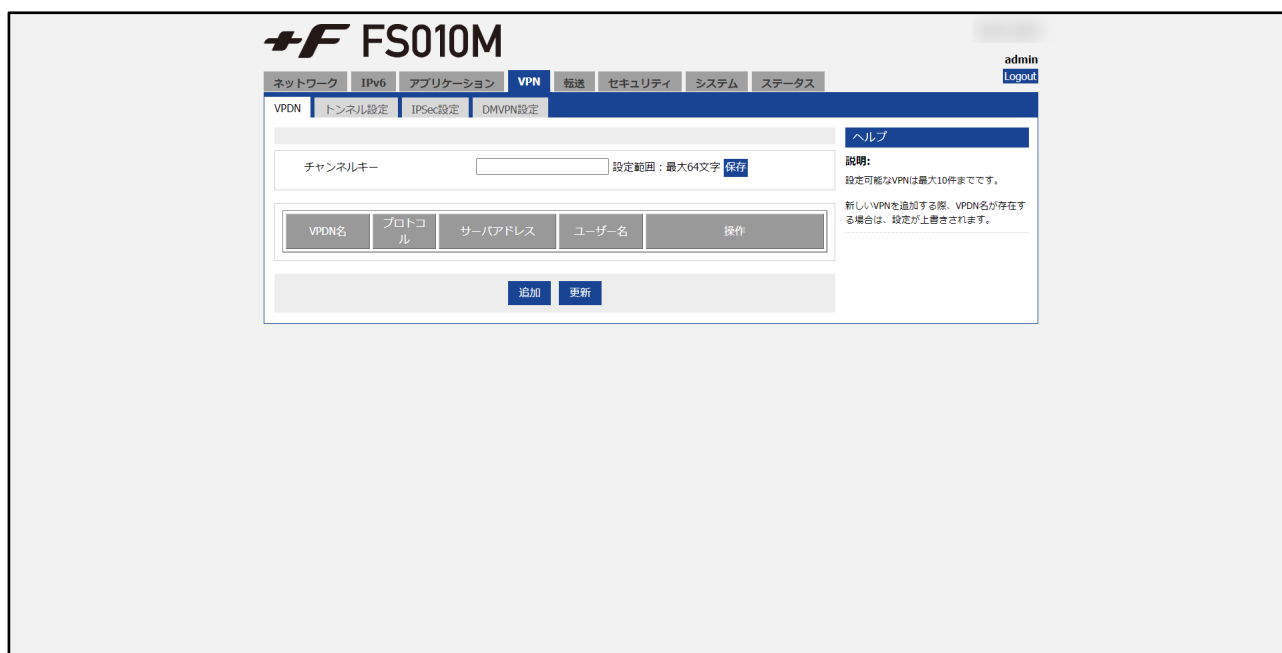 +F FS010M
admin
Logout
ネットワーク IPv6 アプリケーション VPN 転送 セキュリティ システム ステータス
VPDN トンネル設定 IPSec設定 DMVPN設定
ヘルプ
チャンネルキー 設定範囲：最大64文字 保存
説明:
設定可能なVPNは最大10件までです。
新しいVPNを追加する際、VPDN名が存在す
る場合は、設定が上書きされます。
VPDN名 プロトコ
ル サーバアドレス ユーザー名 操作
追加 更新